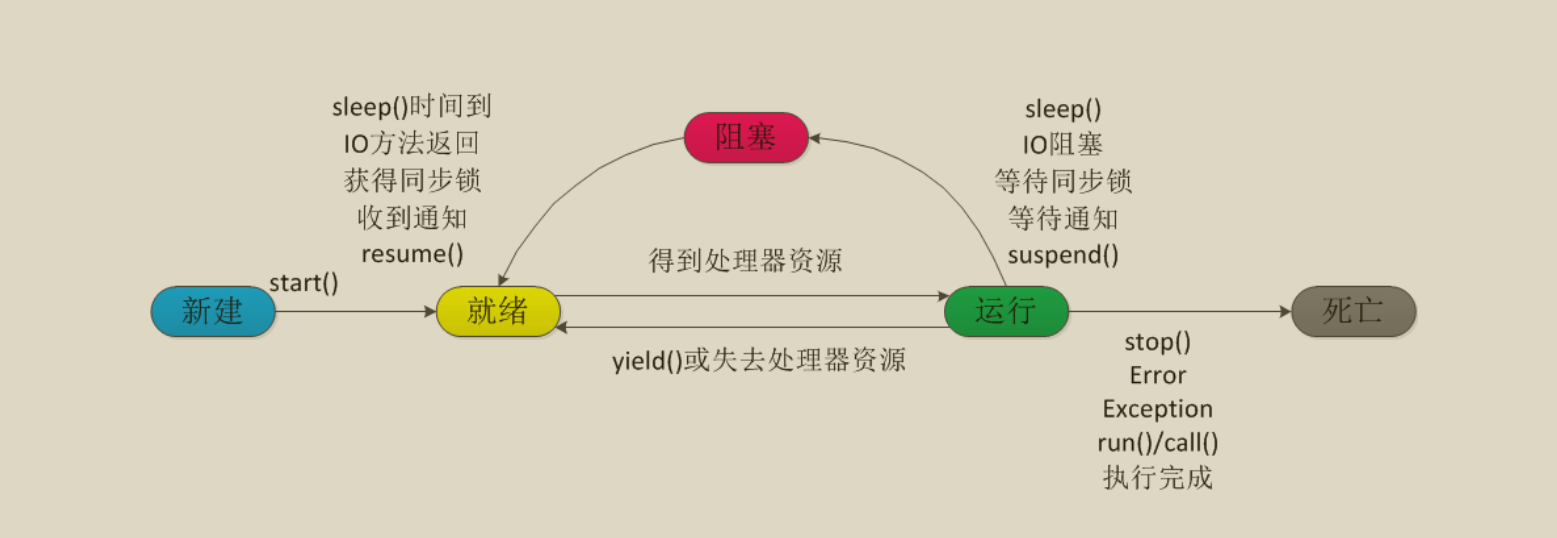 sleep()时间到
IO方法返回
获得同步锁
收到通知
resume()
阻塞
sleep()
IO阻塞
等待同步锁
等待通知
suspend()
新建
start()
就绪
得到处理器资源
yield()或失去处理器资源
运行
死亡
stop()
Error
Exception
run()/call()
执行完成